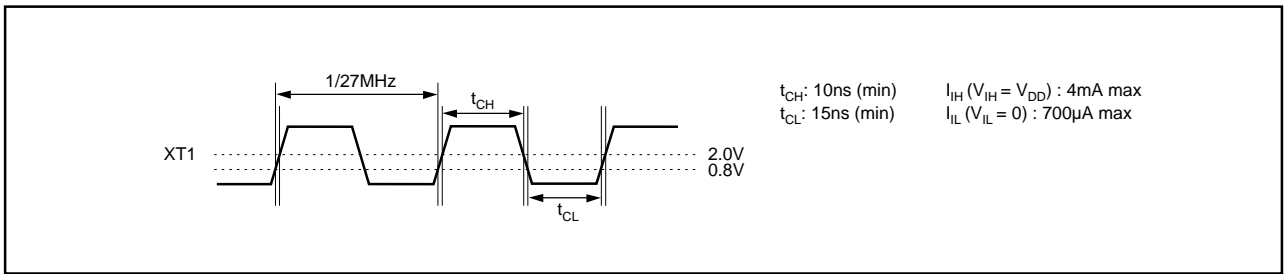 1/27MHz
t_CH
XT1
2.0V
0.8V
t_CL
t_CH: 10ns (min) I_IH (V_IH = V_DD) : 4mA max
t_CL: 15ns (min) I_IL (V_IL = 0) : 700µA max